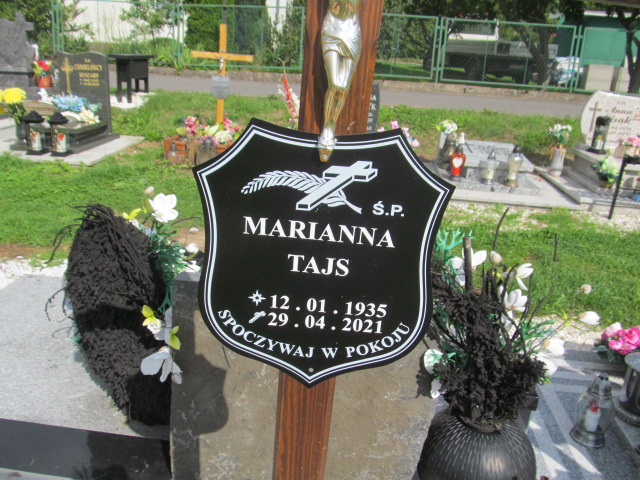 Ś.P.
MARIANNA
TAJS
12.01.1935
29.04.2021
SPOCZYWAJ W POKOJU